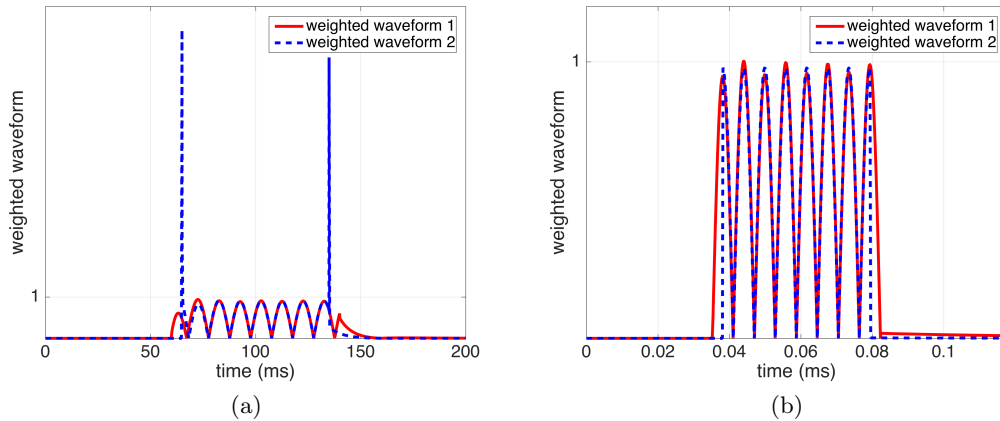 weighted waveform 1
weighted waveform 2
weighted waveform
1
0 50 100 150 200
time (ms)
(a)
weighted waveform 1
weighted waveform 2
weighted waveform
1
0 0.02 0.04 0.06 0.08 0.1
time (ms)
(b)